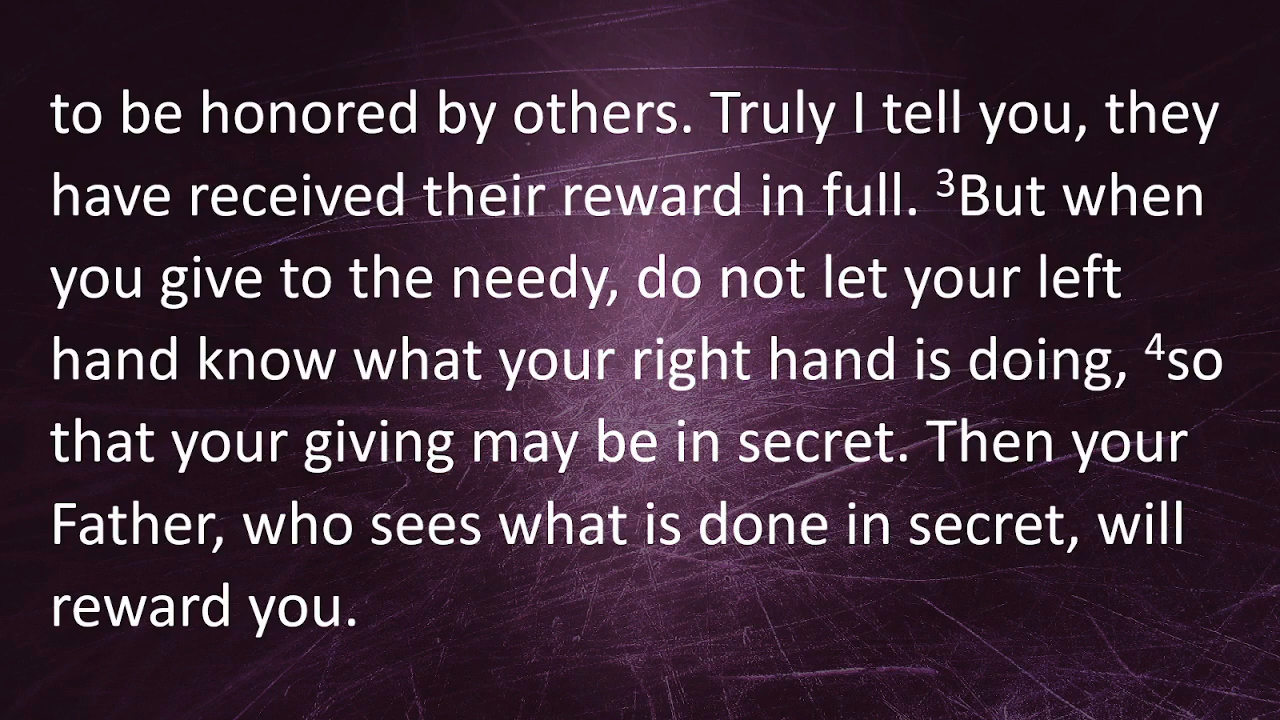 to be honored by others. Truly I tell you, they
have received their reward in full. ³But when
you give to the needy, do not let your left
hand know what your right hand is doing, ⁴so
that your giving may be in secret. Then your
Father, who sees what is done in secret, will
reward you.